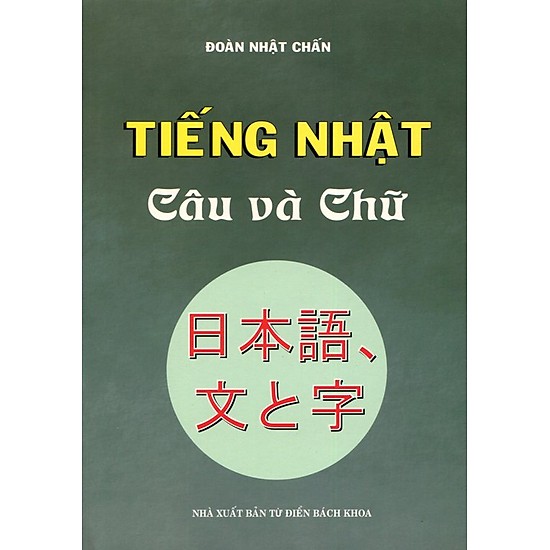 ĐOÀN NHẬT CHẤN
TIẾNG NHẬT
Câu và Chữ
日本語、
文と字
NHÀ XUẤT BẢN TỪ ĐIỂN BÁCH KHOA